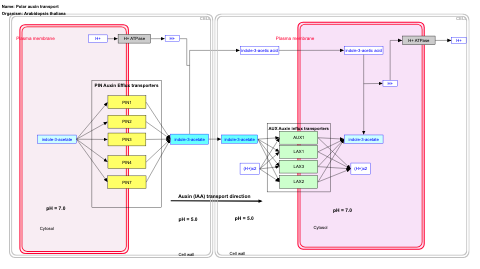 Name: Polar auxin transport
Organism: Arabidopsis thaliana
CELL
CELL
Plasma membrane
H+
H+ ATPase
H+
Plasma membrane
H+ ATPase
H+
indole-3-acetic acid
indole-3-acetic acid
H+
PIN Auxin Efflux transporters
PIN1
PIN2
PIN3
PIN4
PIN7
indole-3-acetate
indole-3-acetate
indole-3-acetate
AUX Auxin influx transporters
AUX1
LAX1
LAX3
LAX2
(H+)x2
(H+)x2
indole-3-acetate
Auxin (IAA) transport direction
pH = 7.0
pH = 5.0
pH = 5.0
pH = 7.0
Cytosol
Cytosol
Cell wall
Cell wall